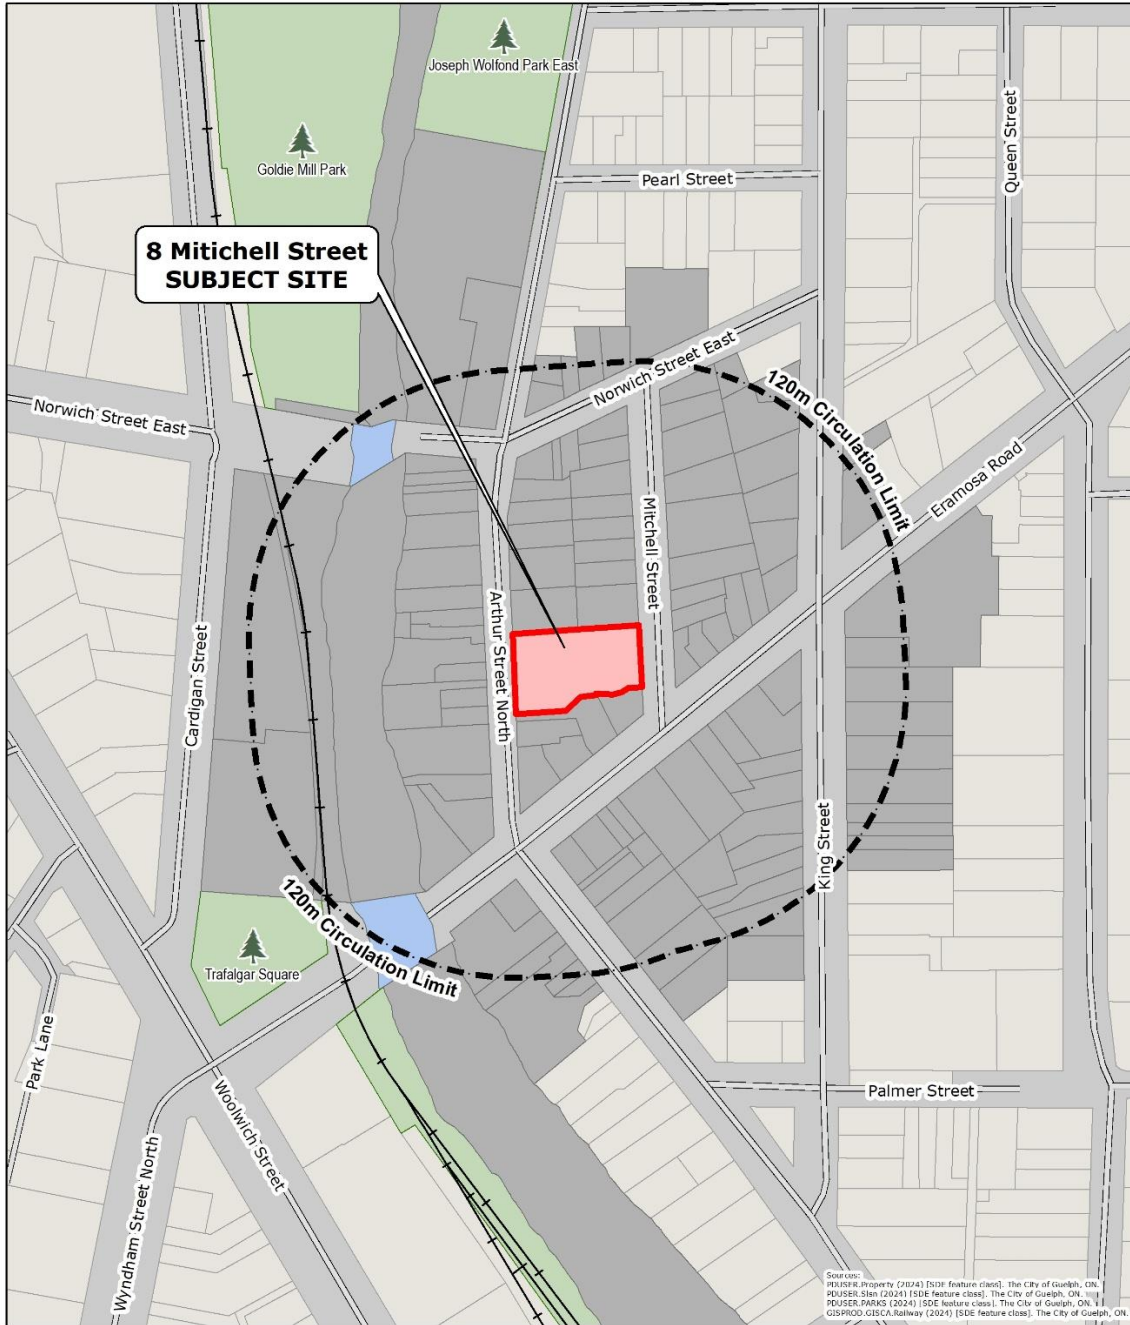 Joseph Wolfond Park East
Goldie Mill Park
Pearl Street
Queen Street
8 Mitichell Street
SUBJECT SITE
Norwich Street East
Norwich Street East
120m Circulation Limit
Eramosa Road
Mitchell Street
Arthur Street North
Cardigan Street
King Street
120m Circulation Limit
Trafalgar Square
Park Lane
Woolwich Street
Palmer Street
Wyndham Street North
Sources:
PDUSER.Property (2024) [SDE feature class]. The City of Guelph, ON.
PDUSER.Slsn (2024) [SDE feature class]. The City of Guelph, ON.
PDUSER.PARKS (2024) [SDE feature class]. The City of Guelph, ON.
GISPROD.GISCA.Railway (2024) [SDE feature class]. The City of Guelph, ON.